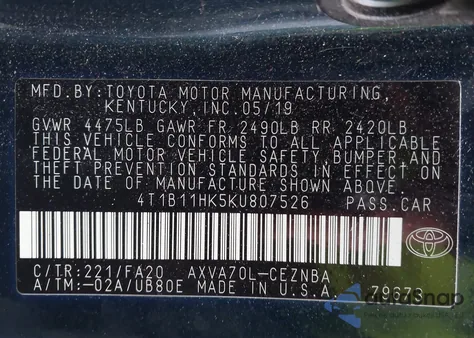 MFD.BY:TOYOTA MOTOR MANUFACTURING,
KENTUCKY,INC.05/19
GVWR 4475LB GAWR FR 2490LB RR 2420LB
THIS VEHICLE CONFORMS TO ALL APPLICABLE
FEDERAL MOTOR VEHICLE SAFETY,BUMPER,AND
THEFT PREVENTION STANDARDS IN EFFECT ON
THE DATE OF MANUFACTURE SHOWN ABOVE.
4T1B11HK5KU807526 PASS.CAR
C/TR:221/FA20 AXVA70L-CEZNBA
A/TM:-02A/UB80E MADE IN U.S.A. 79673